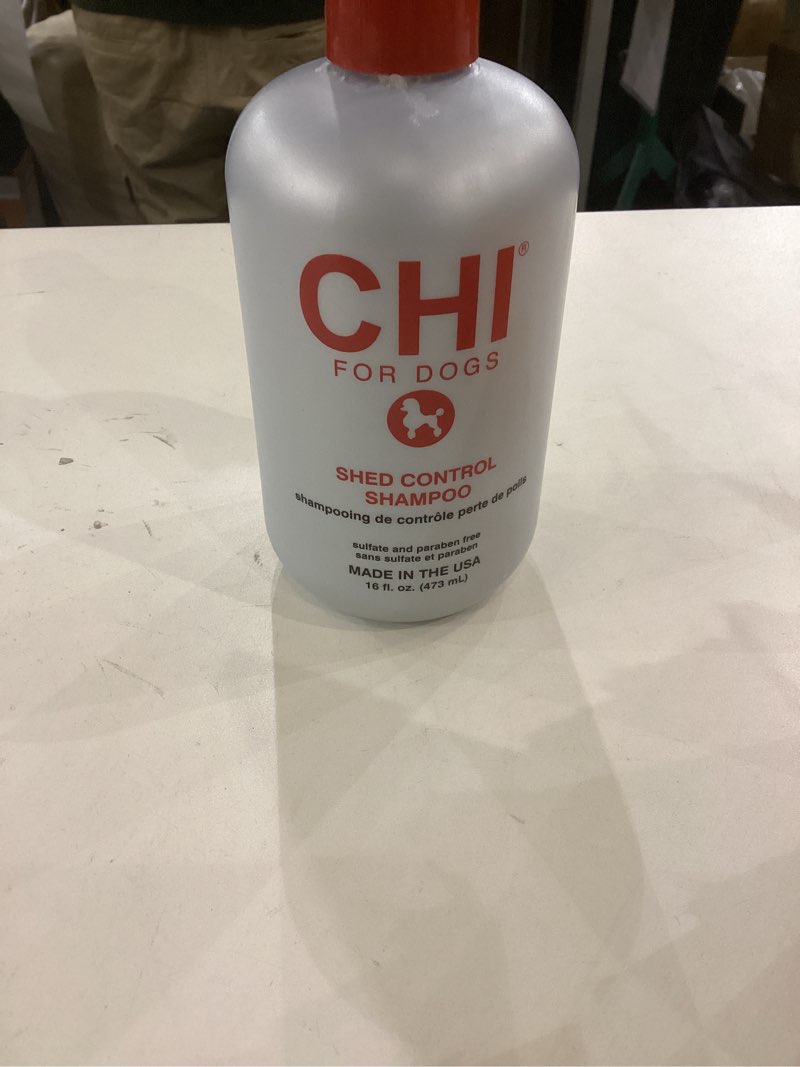 CHI®
FOR DOGS
SHED CONTROL
SHAMPOO
shampooing de contrôle perte de poils
sulfate and paraben free
sans sulfate et paraben
MADE IN THE USA
16 fl. oz. (473 mL)